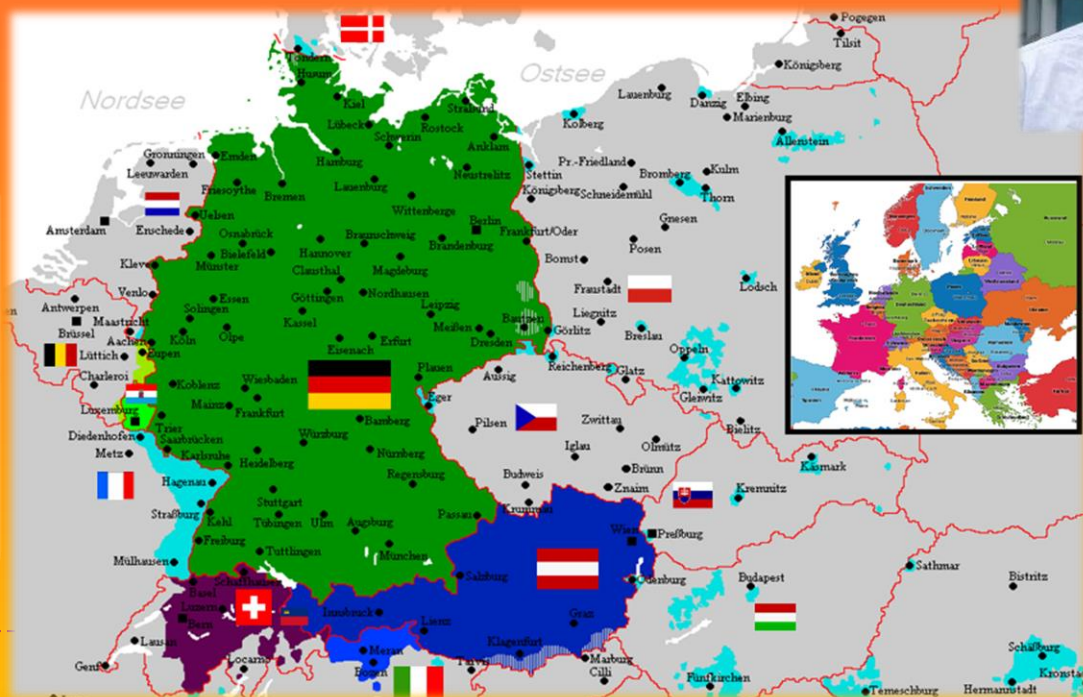 Pogegen
Tilsit
Königsberg
Tondern
Husum
Ostsee
Nordsee
Kiel
Stralsund
Lauenburg
Danzig
Elbing
Marienburg
Kolberg
Lübeck
Rostock
Schwerin
Anklam
Allenstein
Gronningen
Leeuwarden
Emden
Hamburg
Neustrelitz
Stettin
Pr.-Friedland
Kulm
Friesoythe
Bremen
Lauenburg
Königsberg
Schneidemühl
Bromberg
Thorn
Wittenberge
Uelsen
Berlin
Gnesen
Amsterdam
Enschede
Osnabrück
Braunschweig
Brandenburg
Frankfurt/Oder
Posen
Bielefeld
Hannover
Münster
Magdeburg
Bomst
Kleve
Clausthal
Fraustadt
Lodsch
Venlo
Essen
Göttingen
Nordhausen
Antwerpen
Solingen
Leipzig
Liegnitz
Brüssel
Maastricht
Köln
Olpe
Kassel
Meißen
Bautzen
Görlitz
Breslau
Aachen
Eisenach
Erfurt
Dresden
Lüttich
Eupen
Oppeln
Reichenberg
Plauen
Aussig
Glatz
Kattowitz
Charleroi
Koblenz
Wiesbaden
Gleiwitz
Mainz
Frankfurt
Eger
Luxemburg
Trier
Bamberg
Zwittau
Bielitz
Pilsen
Diedenhofen
Saarbrücken
Würzburg
Olmütz
Metz
Karlsruhe
Heidelberg
Nürnberg
Iglau
Brünn
Käsmark
Hagenau
Regensburg
Budweis
Znaim
Kremnitz
Stuttgart
Krummau
Straßburg
Kehl
Tübingen
Ulm
Augsburg
Passau
Wien
Preßburg
Freiburg
Tuttlingen
München
Mülhausen
Schaffhausen
Salzburg
Ödenburg
Budapest
Sathmar
Bistritz
Basel
Luzern
Bern
Innsbruck
Graz
Lausan
Lienz
Klagenfurt
Meran
Bozen
Genf
Locarno
Tarvis
Marburg
Cilli
Fünfkirchen
Temeschburg
Schäßburg
Hermannstadt
Kronsta